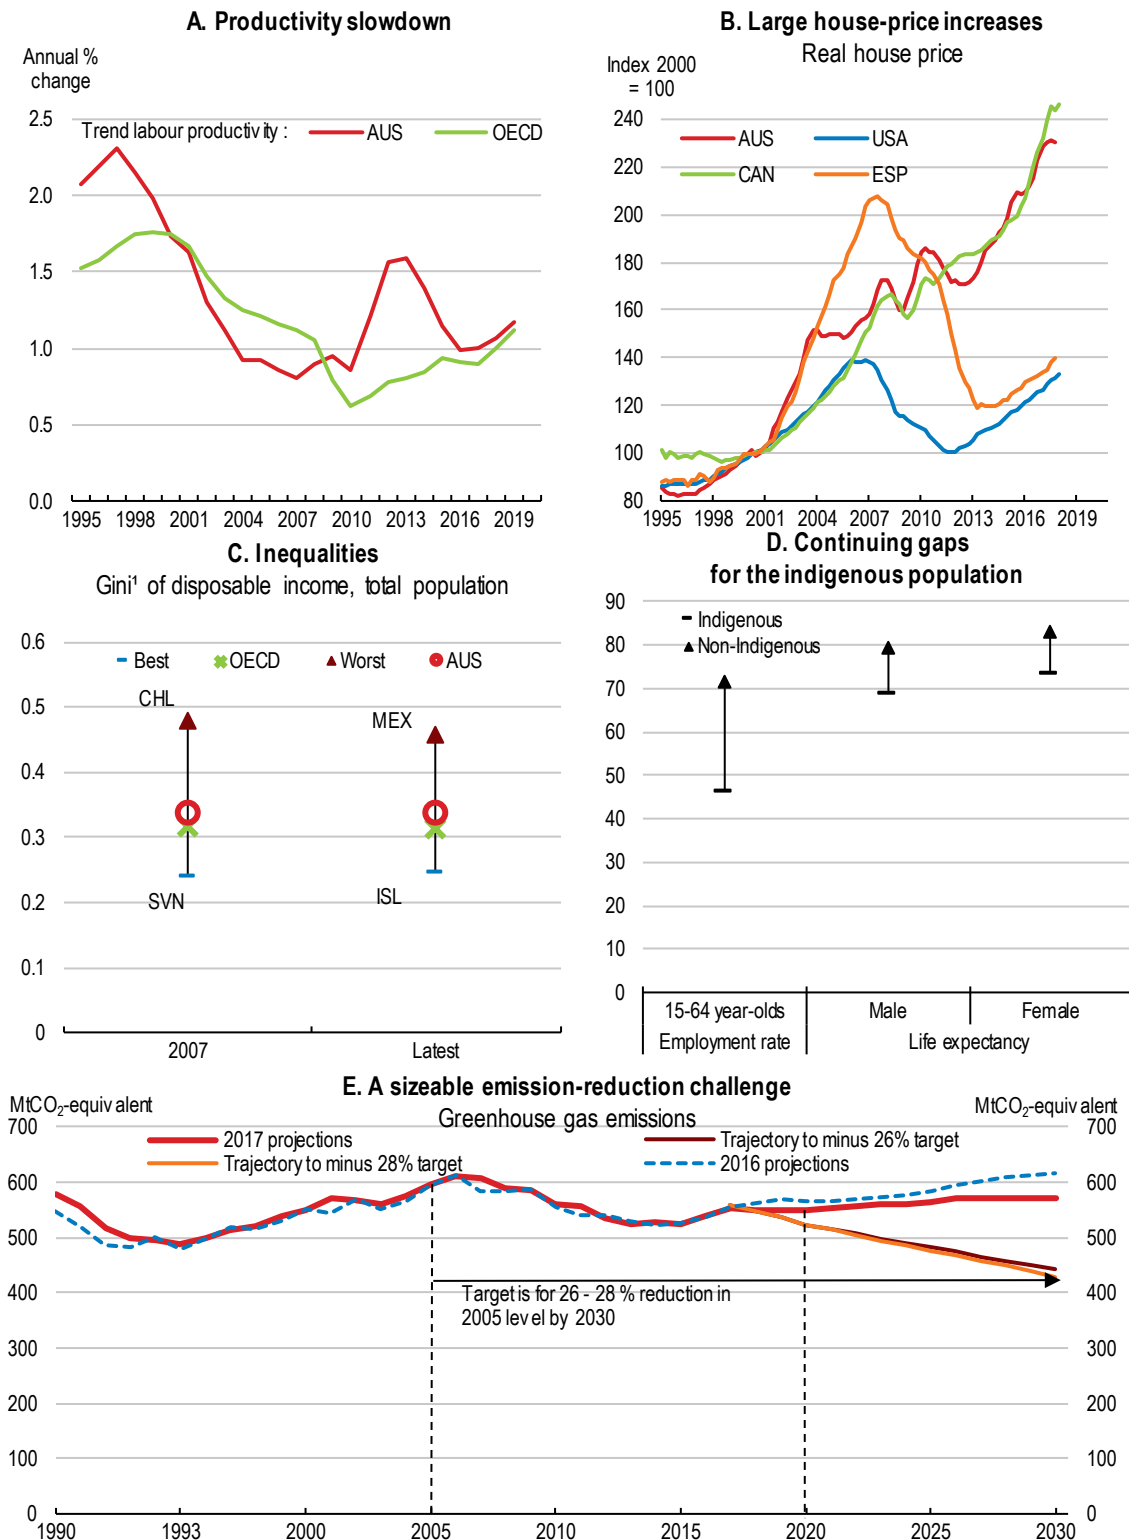 A. Productivity slowdown
Annual %
change
2.5
2.0
1.5
1.0
0.5
0.0
Trend labour productivity : AUS OECD
1995 1998 2001 2004 2007 2010 2013 2016 2019
B. Large house-price increases
Real house price
Index 2000
= 100
240
220
200
180
160
140
120
100
80
AUS USA
CAN ESP
1995 1998 2001 2004 2007 2010 2013 2016 2019
C. Inequalities
Gini¹ of disposable income, total population
0.6
0.5
0.4
0.3
0.2
0.1
0
Best OECD Worst AUS
CHL
MEX
SVN
ISL
2007 Latest
D. Continuing gaps
for the indigenous population
90
80
70
60
50
40
30
20
10
0
Indigenous
Non-Indigenous
15-64 year-olds Male Female
Employment rate Life expectancy
E. A sizeable emission-reduction challenge
Greenhouse gas emissions
MtCO₂-equivalent MtCO₂-equivalent
700 700
600 600
500 500
400 400
300 300
200 200
100 100
0 0
2017 projections Trajectory to minus 26% target
Trajectory to minus 28% target 2016 projections
Target is for 26 - 28 % reduction in
2005 level by 2030
1990 1993 2000 2005 2010 2015 2020 2025 2030